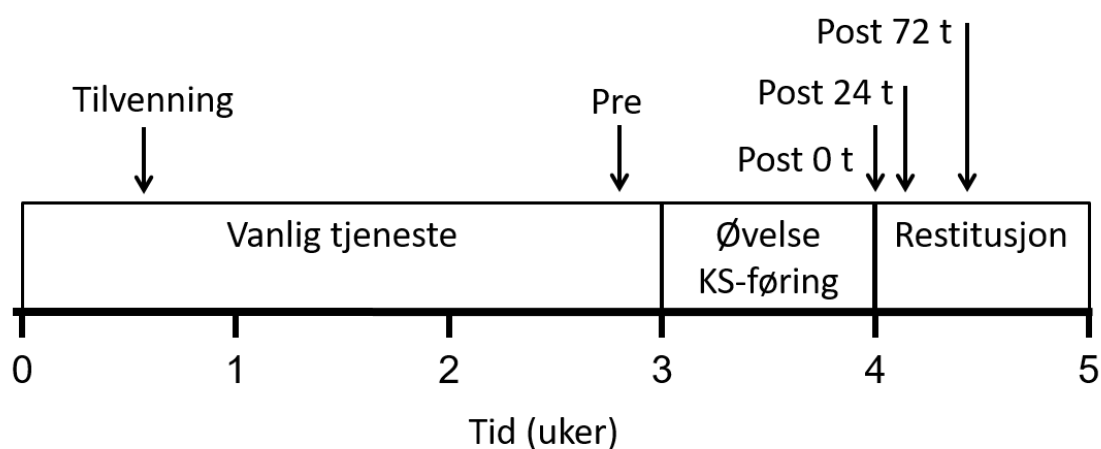 Post 72 t
Tilvenning
Pre
Post 24 t
Post 0 t
Vanlig tjeneste
Øvelse
KS-føring
Restitusjon
0 1 2 3 4 5
Tid (uker)